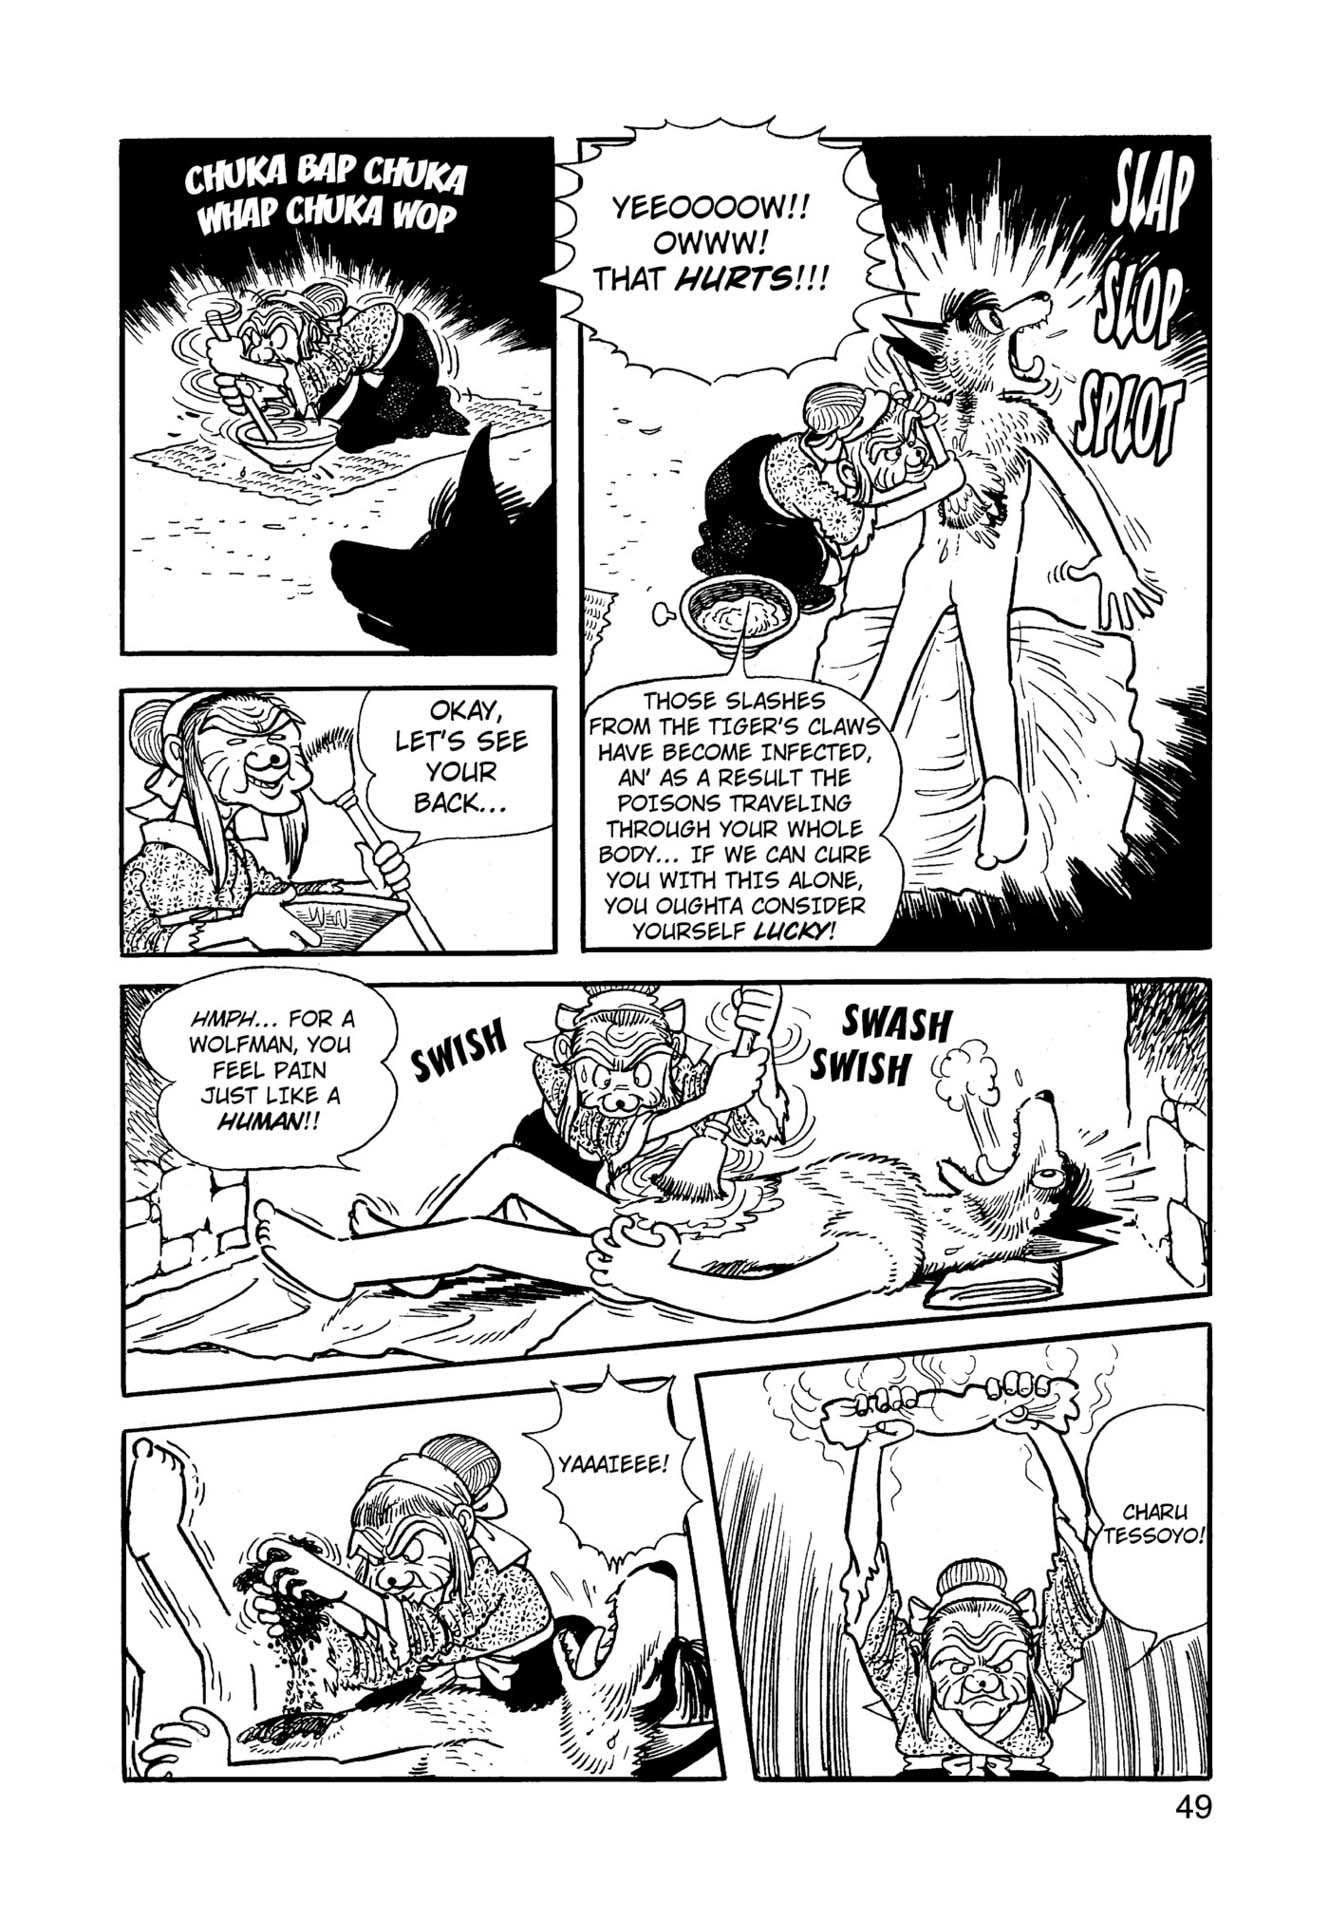 CHUKA BAP CHUKA
WHAP CHUKA WOP
YEEOOOOW!!
OWWW!
THAT HURTS!!!
SLAP
SLOP
SPLOT
THOSE SLASHES
FROM THE TIGER'S CLAWS
HAVE BECOME INFECTED,
AN' AS A RESULT THE
POISONS TRAVELING
THROUGH YOUR WHOLE
BODY... IF WE CAN CURE
YOU WITH THIS ALONE,
YOU OUGHTA CONSIDER
YOURSELF LUCKY!
OKAY,
LET'S SEE
YOUR
BACK...
HMPH... FOR A
WOLFMAN, YOU
FEEL PAIN
JUST LIKE A
HUMAN!!
SWISH
SWASH
SWISH
YAAAIEEE!
CHARU
TESSOYO!
49